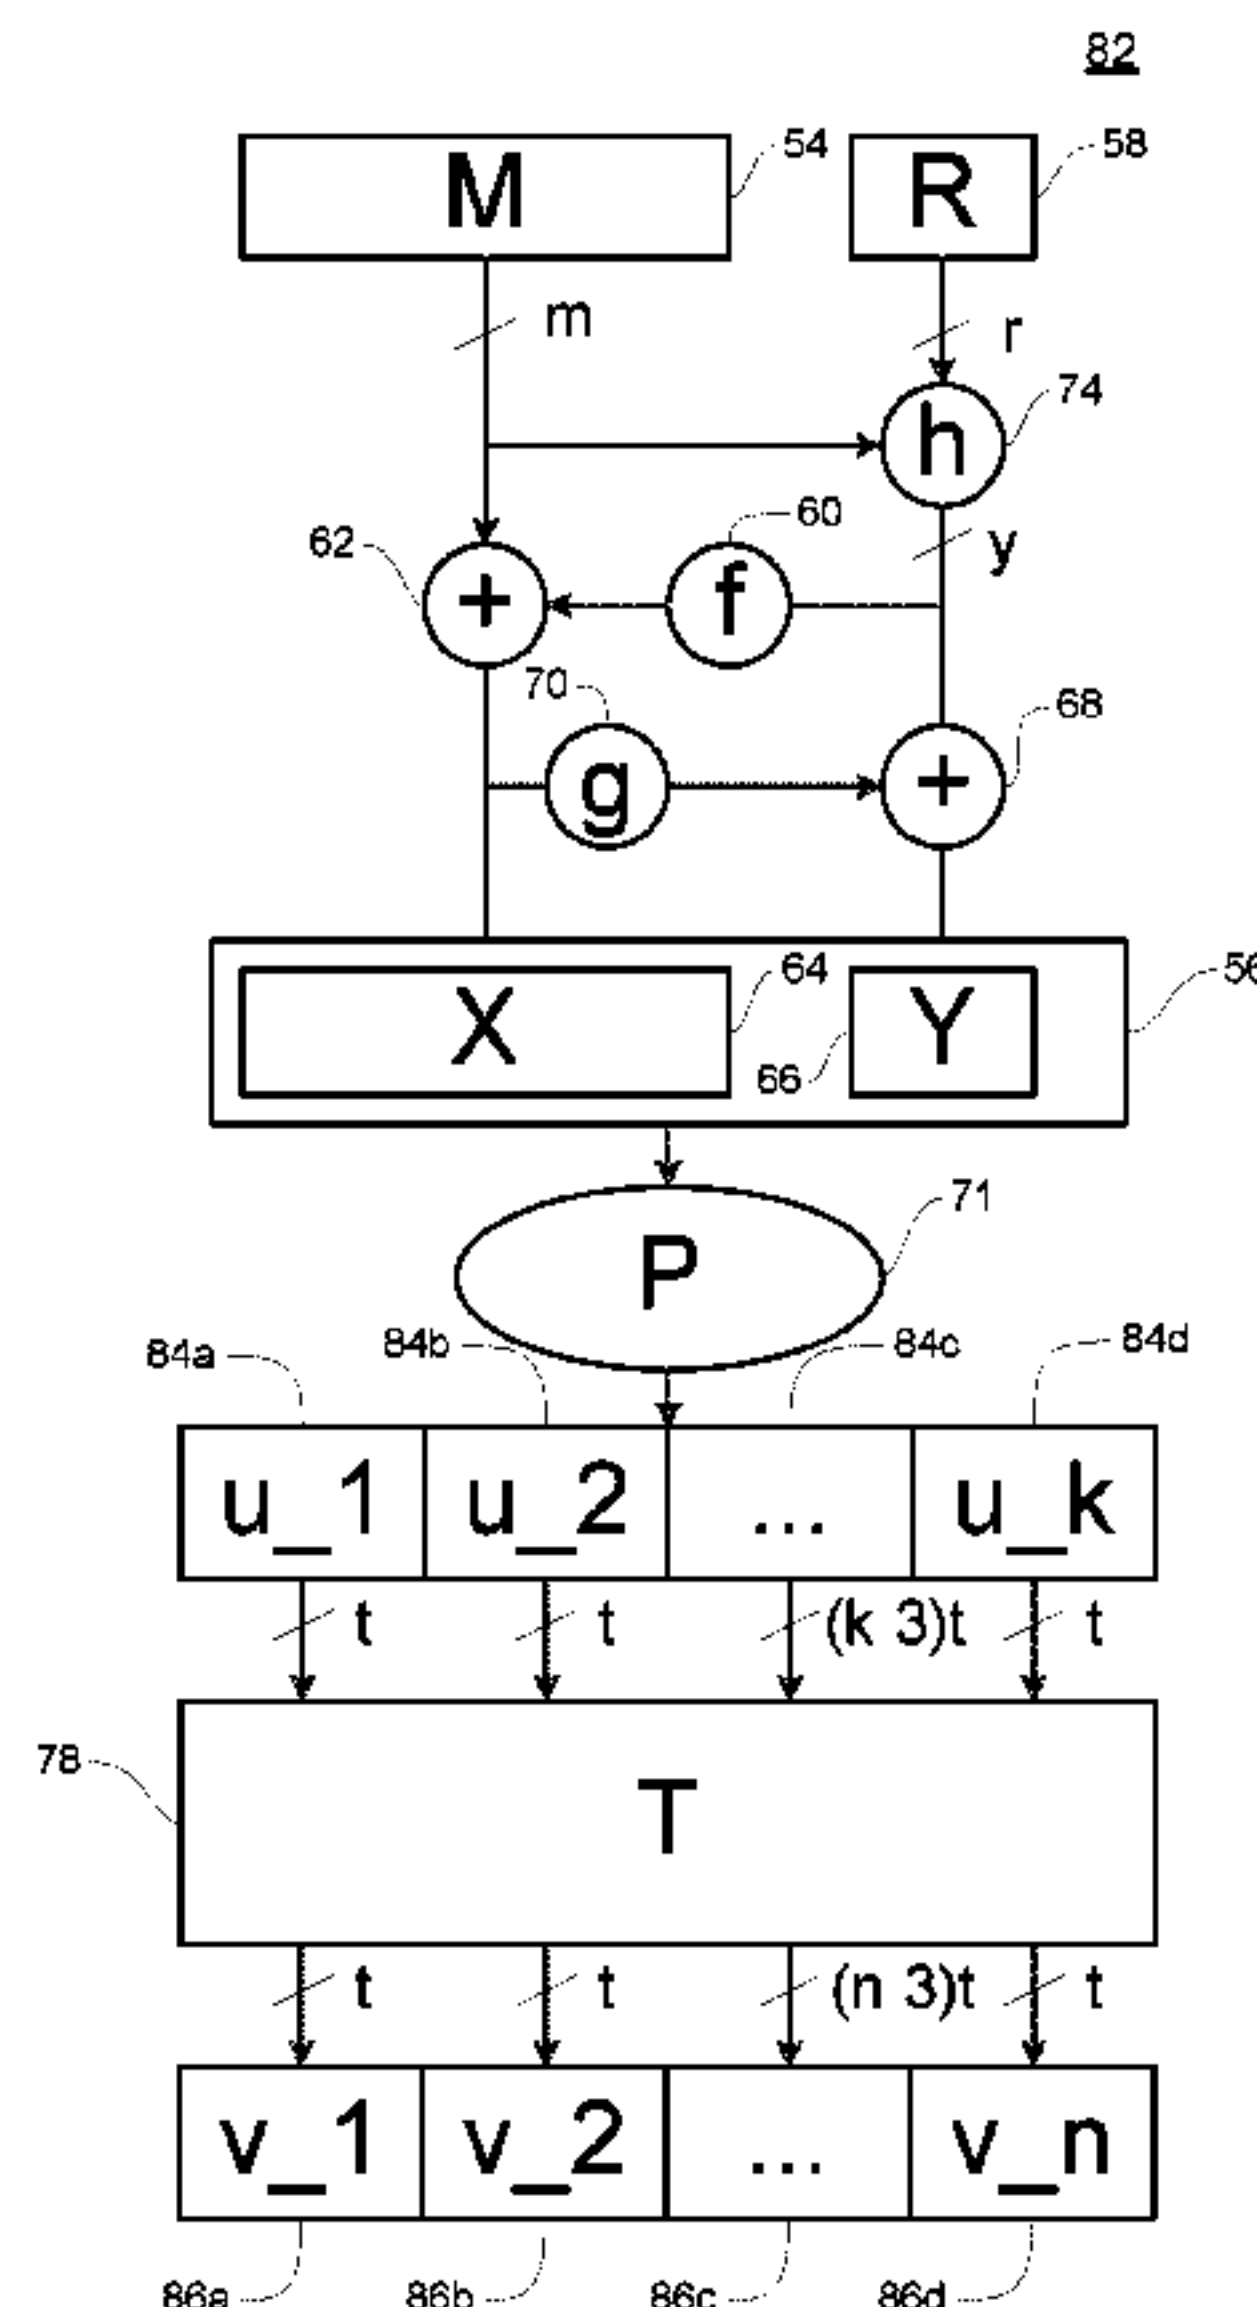 82
M 54 R 58
m r
h 74
62 + 60 f y
70 g + 68
X 64 66 Y 56
P 71
84a 84b 84c 84d
u_1 u_2 ... u_k
t t (k 3)t t
78 T
t t (n 3)t t
v_1 v_2 ... v_n
86a 86b 86c 86d